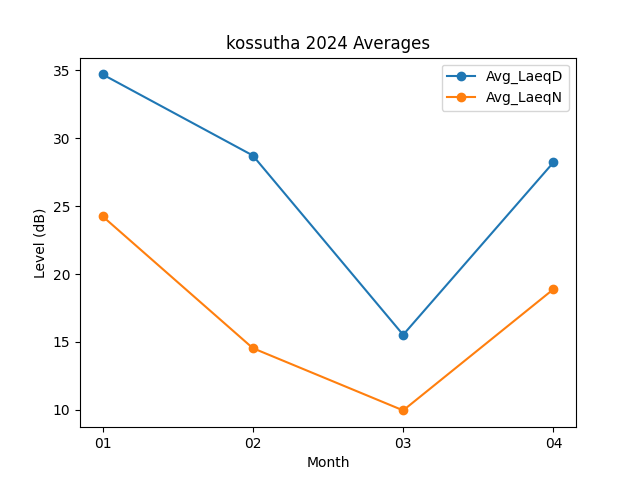 kossutha 2024 Averages
Avg_LaeqD
Avg_LaeqN
Level (dB)
35
30
25
20
15
10
01 02 03 04
Month